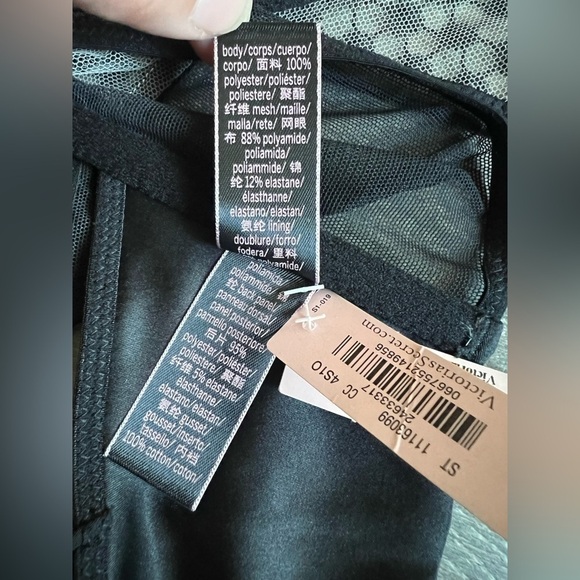 body/corps/cuerpo/
corpo/ 面料 100%
polyester/poliéster/
poliestere/ 聚酯
纤维 mesh/maille/
malla/rete/ 网眼
布 88% polyamide/
poliamida/
poliammide/ 锦
纶 12% elastane/
élasthanne/
elastano/elastan/
氨纶 lining/
doublure/forro/
fodera/ 里料
polyamide/
poliamida/
纶 back panel/
panneau dorsal/
panel posterior/
pannello posteriore/
后片 95%
polyester/poliéster/
poliestere/ 聚酯
纤维 5% elastane/
élasthanne/
elastano/elastan/
氨纶 gusset/
gousset/inserto/
tassello/ 内裆
100% cotton/coton/
51-019
VictoriasSecret.com
0667552149856
CC 4S10
246333317
ST 11163099